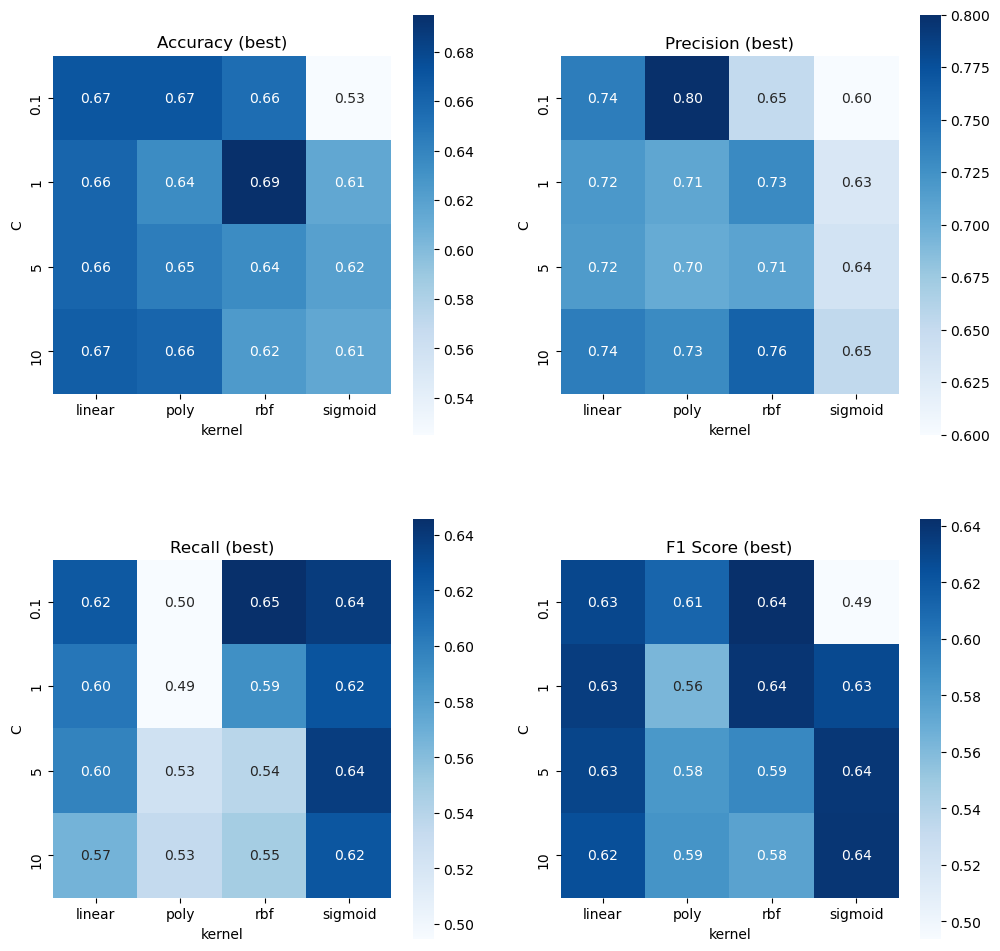 Accuracy (best)
0.67 0.67 0.66 0.53
0.66 0.64 0.69 0.61
0.66 0.65 0.64 0.62
0.67 0.66 0.62 0.61
0.1
1
5
10
C
linear poly rbf sigmoid
kernel
0.68
0.66
0.64
0.62
0.60
0.58
0.56
0.54
Precision (best)
0.74 0.80 0.65 0.60
0.72 0.71 0.73 0.63
0.72 0.70 0.71 0.64
0.74 0.73 0.76 0.65
0.1
1
5
10
C
linear poly rbf sigmoid
kernel
0.800
0.775
0.750
0.725
0.700
0.675
0.650
0.625
0.600
Recall (best)
0.62 0.50 0.65 0.64
0.60 0.49 0.59 0.62
0.60 0.53 0.54 0.64
0.57 0.53 0.55 0.62
0.1
1
5
10
C
linear poly rbf sigmoid
kernel
0.64
0.62
0.60
0.58
0.56
0.54
0.52
0.50
F1 Score (best)
0.63 0.61 0.64 0.49
0.63 0.56 0.64 0.63
0.63 0.58 0.59 0.64
0.62 0.59 0.58 0.64
0.1
1
5
10
C
linear poly rbf sigmoid
kernel
0.64
0.62
0.60
0.58
0.56
0.54
0.52
0.50